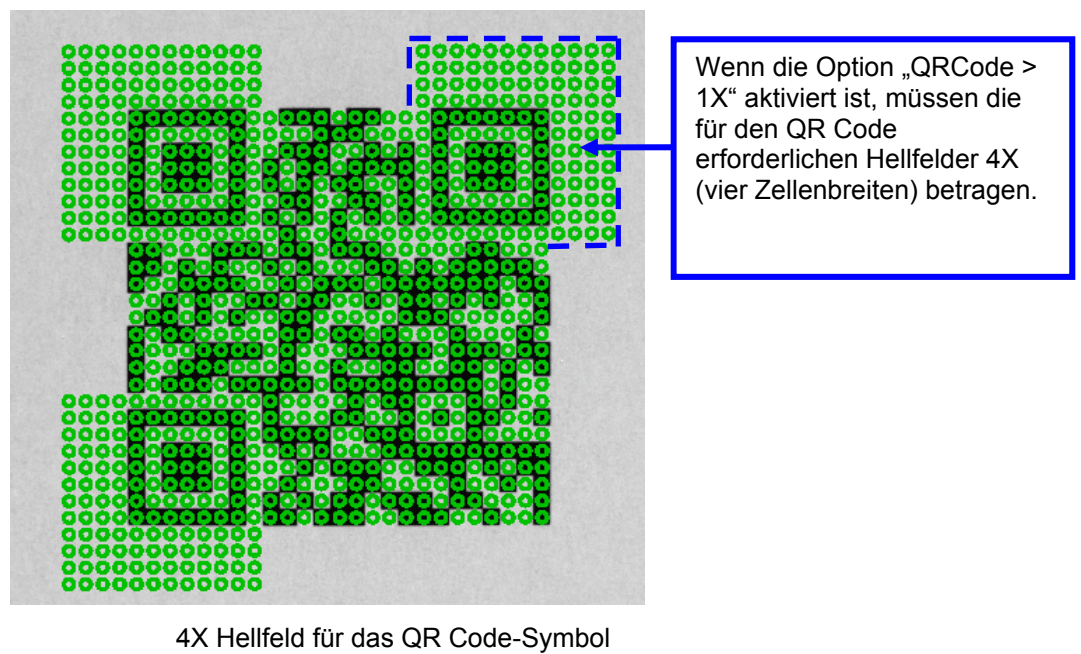 Wenn die Option „QRCode >
1X“ aktiviert ist, müssen die
für den QR Code
erforderlichen Hellfelder 4X
(vier Zellenbreiten) betragen.
4X Hellfeld für das QR Code-Symbol